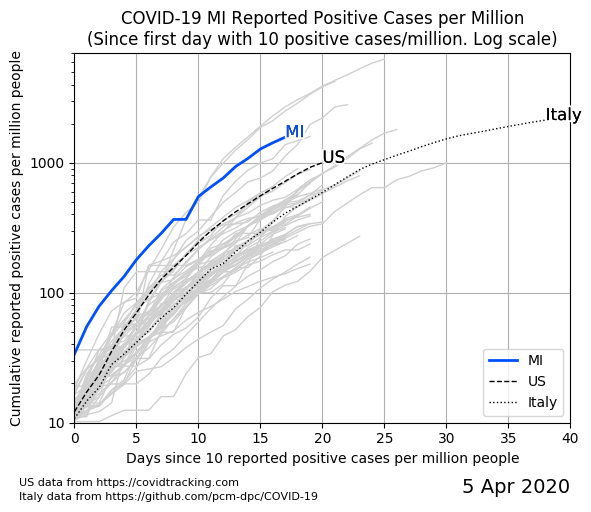 COVID-19 MI Reported Positive Cases per Million
(Since first day with 10 positive cases/million. Log scale)
Cumulative reported positive cases per million people
1000
100
10
MI
US
Italy
MI
US
Italy
0 5 10 15 20 25 30 35 40
Days since 10 reported positive cases per million people
US data from https://covidtracking.com
Italy data from https://github.com/pcm-dpc/COVID-19
5 Apr 2020